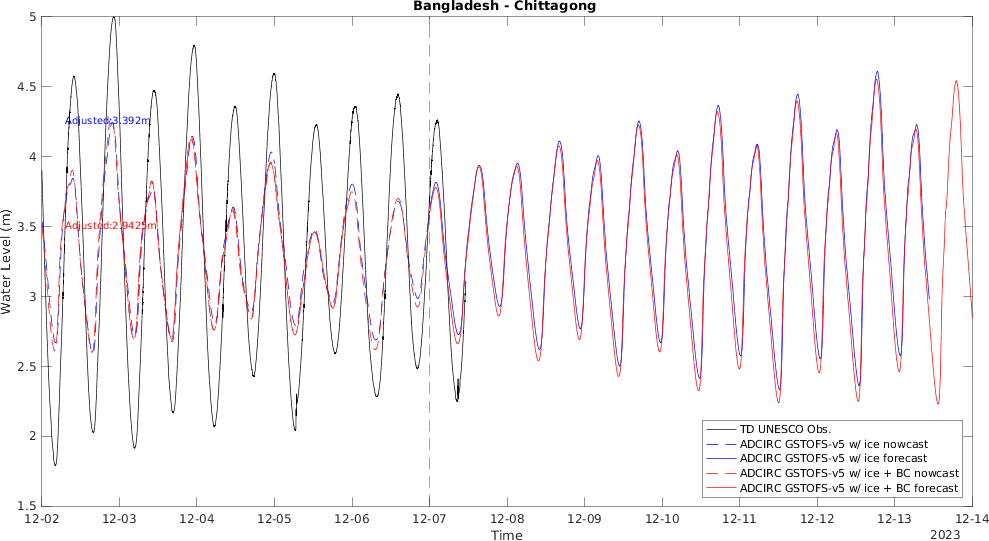 Bangladesh - Chittagong
5
4.5
4
3.5
3
2.5
2
1.5
Water Level (m)
Adjusted:3.392m
Adjusted:2.9425m
TD UNESCO Obs.
ADCIRC GSTOFS-v5 w/ ice nowcast
ADCIRC GSTOFS-v5 w/ ice forecast
ADCIRC GSTOFS-v5 w/ ice + BC nowcast
ADCIRC GSTOFS-v5 w/ ice + BC forecast
12-02 12-03 12-04 12-05 12-06 12-07 12-08 12-09 12-10 12-11 12-12 12-13 12-14
Time
2023